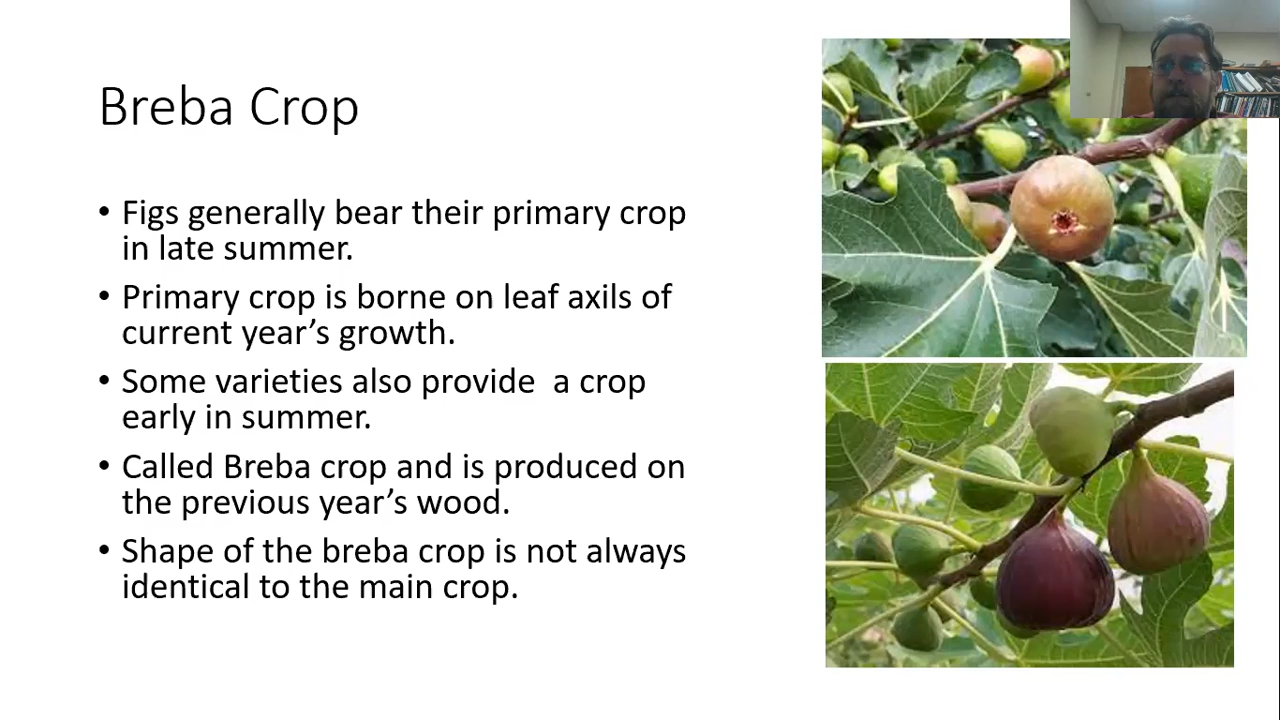 Breba Crop
• Figs generally bear their primary crop
in late summer.
• Primary crop is borne on leaf axils of
current year’s growth.
• Some varieties also provide  a crop
early in summer.
• Called Breba crop and is produced on
the previous year’s wood.
• Shape of the breba crop is not always
identical to the main crop.